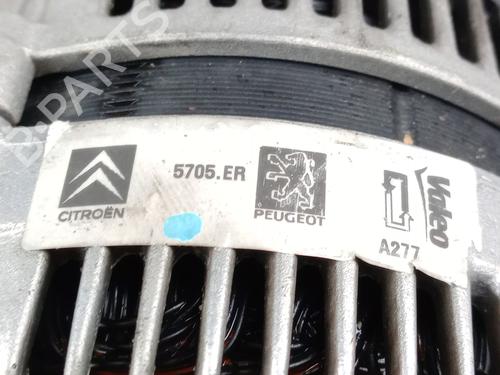 B-PARTS
CITROËN
5705.ER
PEUGEOT
Valeo
A277